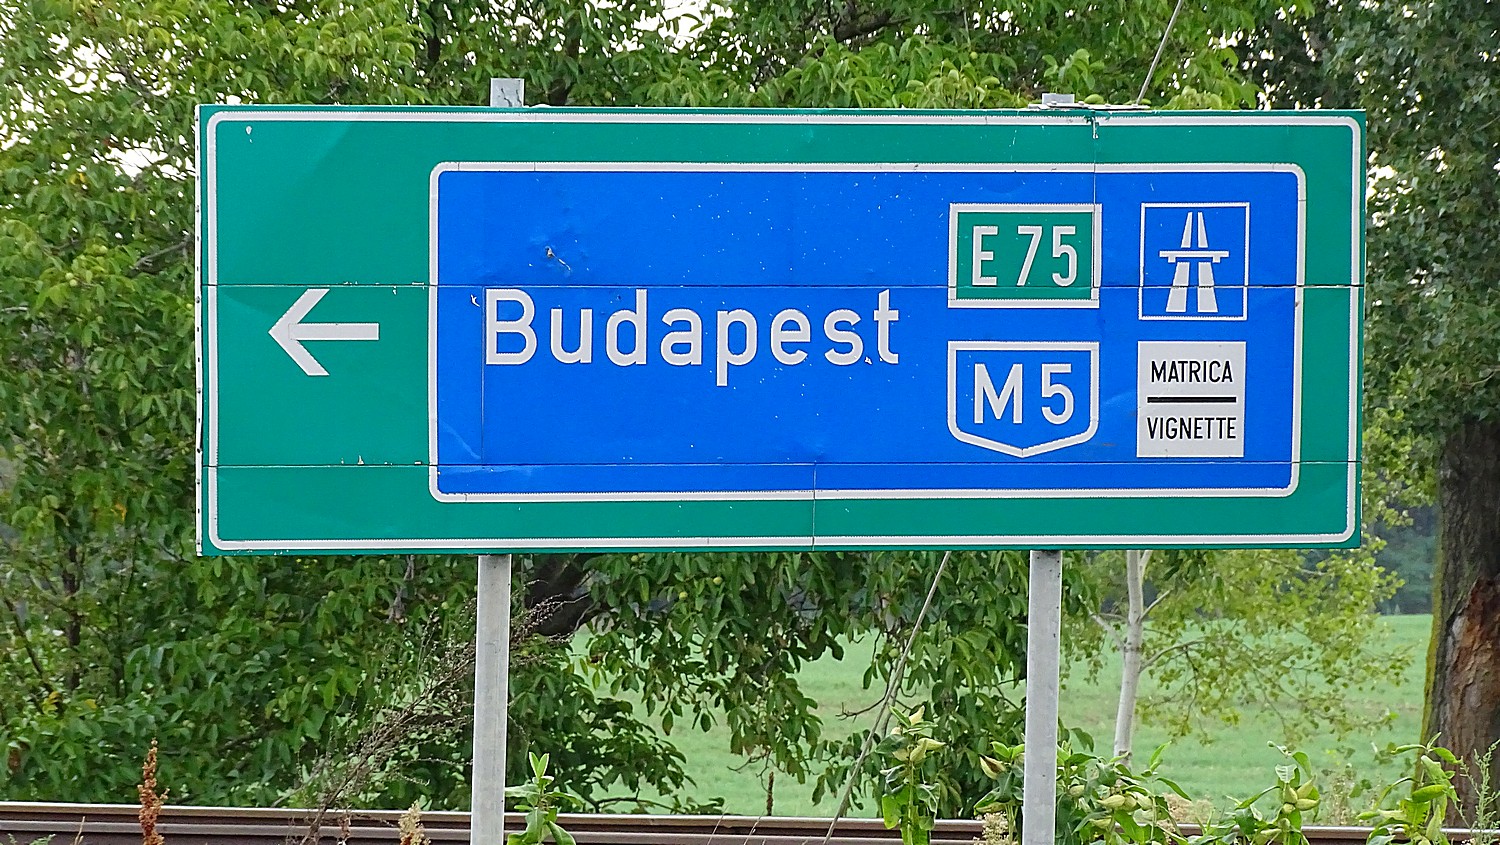 Budapest
E 75
M 5
MATRICA
VIGNETTE